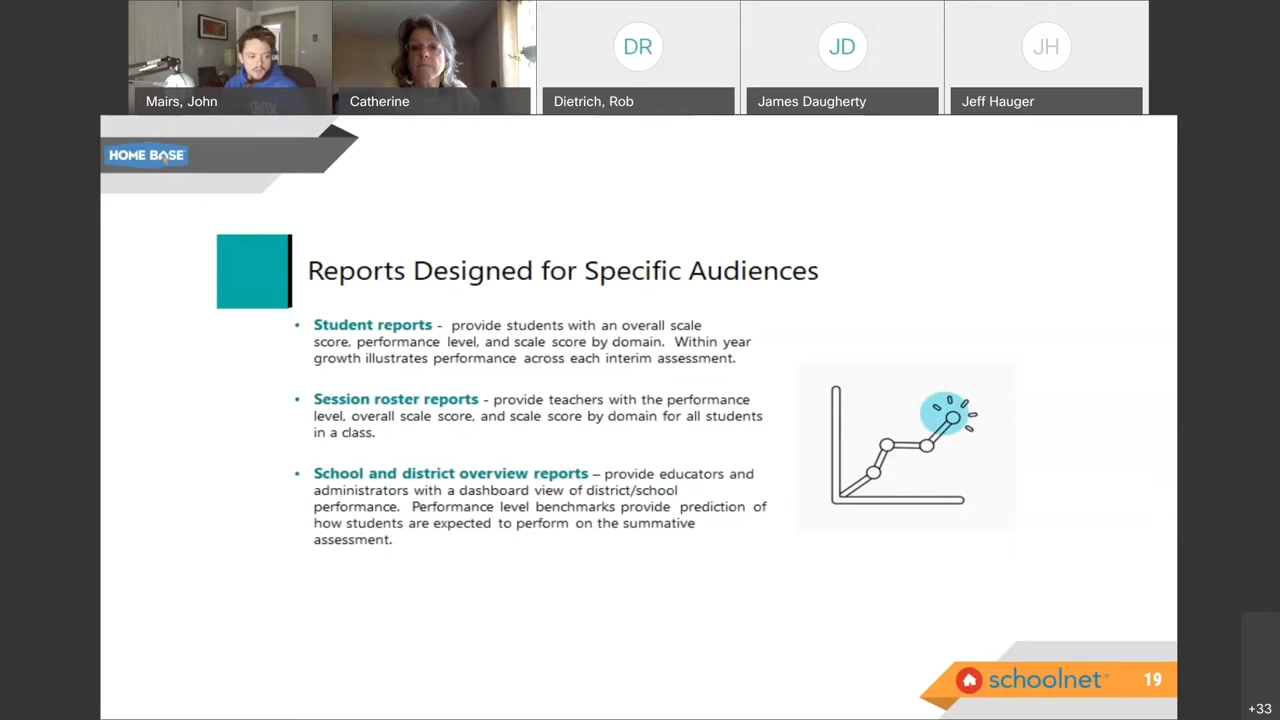 DR
JD
JH
Mairs, John
Catherine
Dietrich, Rob
James Daugherty
Jeff Hauger
HOME BASE
Reports Designed for Specific Audiences
• Student reports - provide students with an overall scale
score, performance level, and scale score by domain. Within year
growth illustrates performance across each interim assessment.
• Session roster reports - provide teachers with the performance
level, overall scale score, and scale score by domain for all students
in a class.
• School and district overview reports – provide educators and
administrators with a dashboard view of district/school
performance. Performance level benchmarks provide prediction of
how students are expected to perform on the summative
assessment.
schoolnet
19
+33